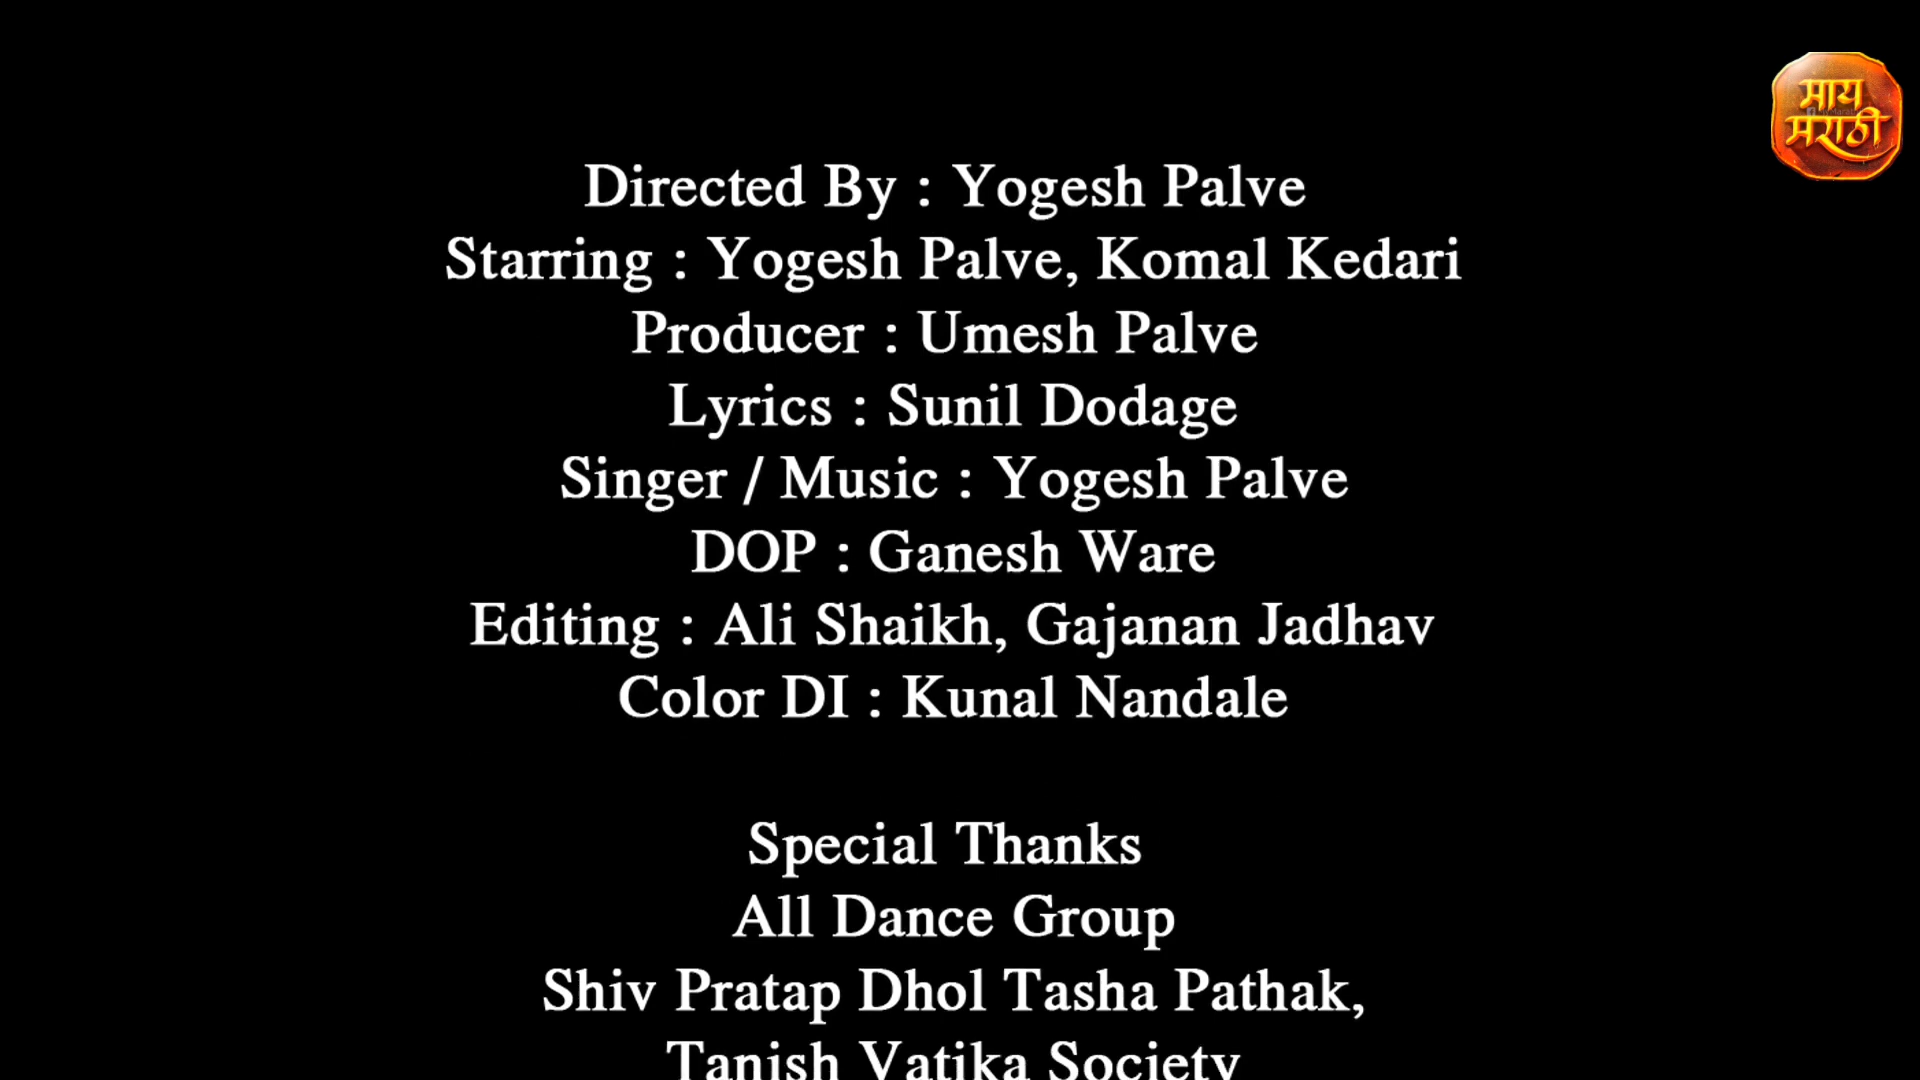 माय
मराठी
Directed By : Yogesh Palve
Starring : Yogesh Palve, Komal Kedari
Producer : Umesh Palve
Lyrics : Sunil Dodage
Singer / Music : Yogesh Palve
DOP : Ganesh Ware
Editing : Ali Shaikh, Gajanan Jadhav
Color DI : Kunal Nandale
Special Thanks
All Dance Group
Shiv Pratap Dhol Tasha Pathak,
Tanish Vatika Society